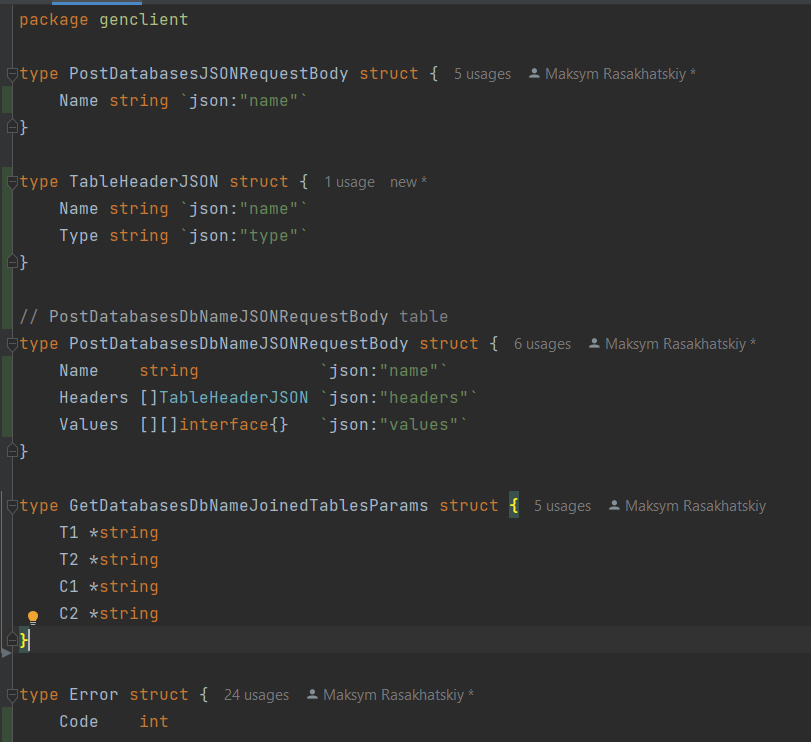 package genclient
type PostDatabasesJSONRequestBody struct { 5 usages Maksym Rasakhatskiy *
Name string `json:"name"`
}
type TableHeaderJSON struct { 1 usage new *
Name string `json:"name"`
Type string `json:"type"`
}
// PostDatabasesDbNameJSONRequestBody table
type PostDatabasesDbNameJSONRequestBody struct { 6 usages Maksym Rasakhatskiy *
Name string `json:"name"`
Headers []TableHeaderJSON `json:"headers"`
Values [][]interface{} `json:"values"`
}
type GetDatabasesDbNameJoinedTablesParams struct { 5 usages Maksym Rasakhatskiy
T1 *string
T2 *string
C1 *string
C2 *string
}
type Error struct { 24 usages Maksym Rasakhatskiy *
Code int